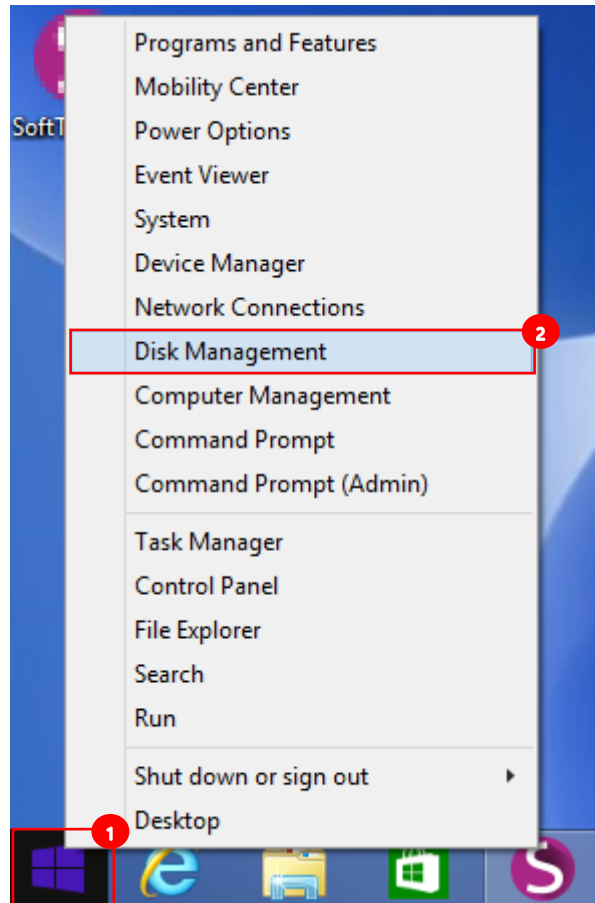 Programs and Features
Mobility Center
SoftT
Power Options
Event Viewer
System
Device Manager
Network Connections
2
Disk Management
Computer Management
Command Prompt
Command Prompt (Admin)
Task Manager
Control Panel
File Explorer
Search
Run
Shut down or sign out
1
Desktop
S